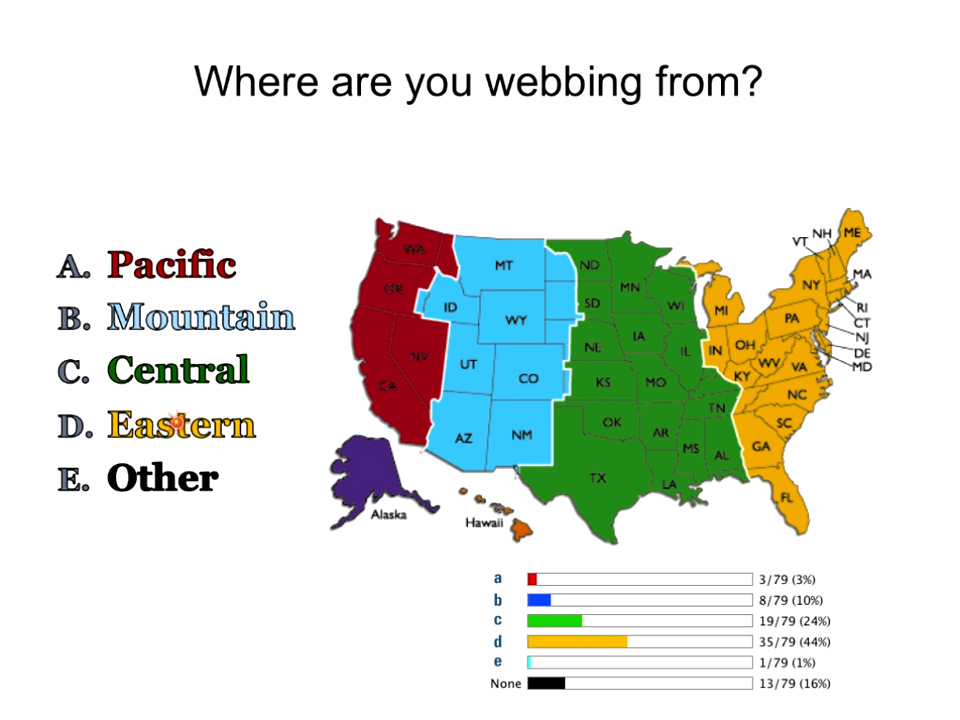 Where are you webbing from?
A. Pacific
B. Mountain
C. Central
D. Eastern
E. Other
WA
OR
CA
NV
ID
MT
WY
UT
CO
AZ
NM
ND
SD
NE
KS
OK
TX
MN
IA
MO
AR
LA
WI
IL
MS
TN
AL
MI
IN
OH
KY
WV
VA
NC
SC
GA
FL
PA
NY
VT
NH
ME
MA
RI
CT
NJ
DE
MD
Alaska
Hawaii
a 3/79 (3%)
b 8/79 (10%)
c 19/79 (24%)
d 35/79 (44%)
e 1/79 (1%)
None 13/79 (16%)